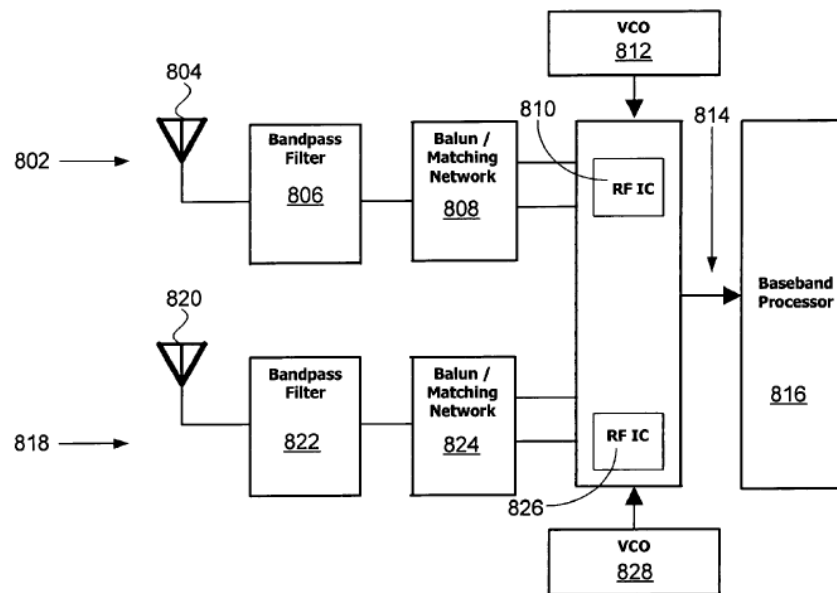 VCO
812
804
810
814
802
Bandpass
Filter
806
Balun /
Matching
Network
808
RF IC
Baseband
Processor
816
820
818
Bandpass
Filter
822
Balun /
Matching
Network
824
RF IC
826
VCO
828